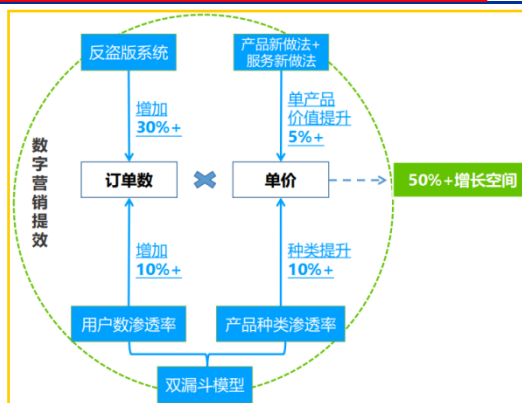 反盗版系统
产品新做法+
服务新做法
增加
30%+
单产品
价值提升
5%+
数字营销提效
订单数
单价
50%+增长空间
增加
10%+
种类提升
10%+
用户数渗透率
产品种类渗透率
双漏斗模型